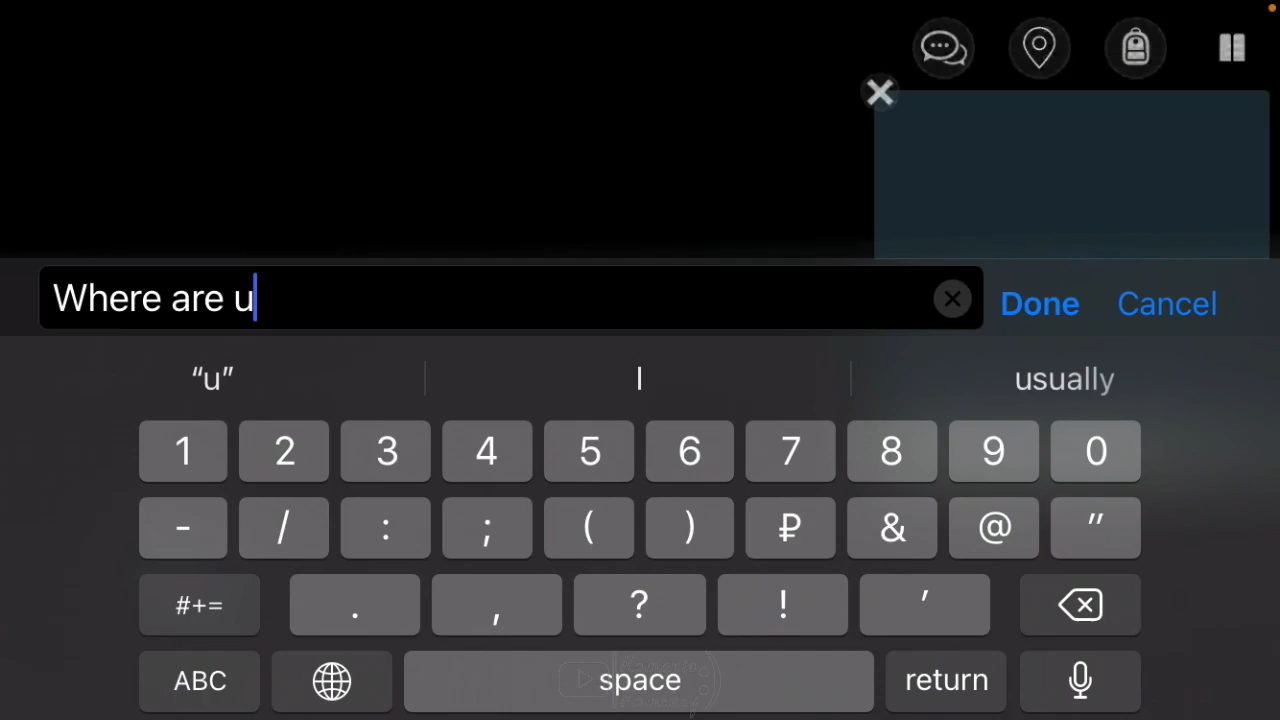 Where are u
Done
Cancel
“u”
I
usually
1 2 3 4 5 6 7 8 9 0
- / : ; ( ) ₽ & @ "
#+= . , ? ! '
ABC space return